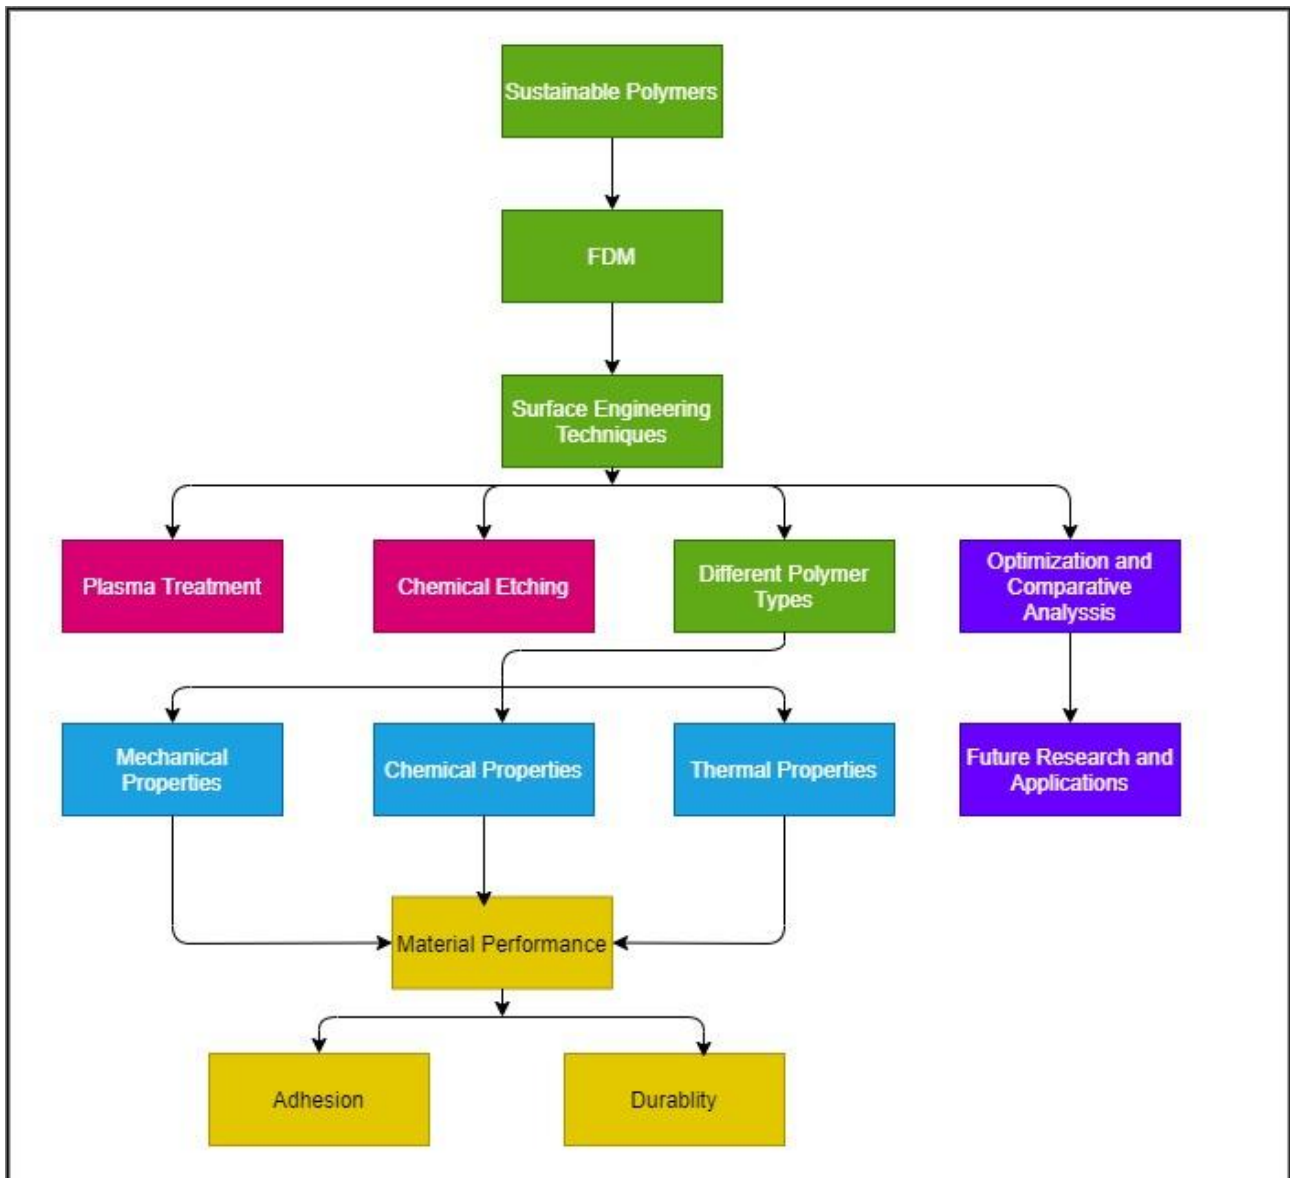 Sustainable Polymers
FDM
Surface Engineering
Techniques
Plasma Treatment
Chemical Etching
Different Polymer
Types
Optimization and
Comparative
Analyssis
Mechanical
Properties
Chemical Properties
Thermal Properties
Future Research and
Applications
Material Performance
Adhesion
Durablity